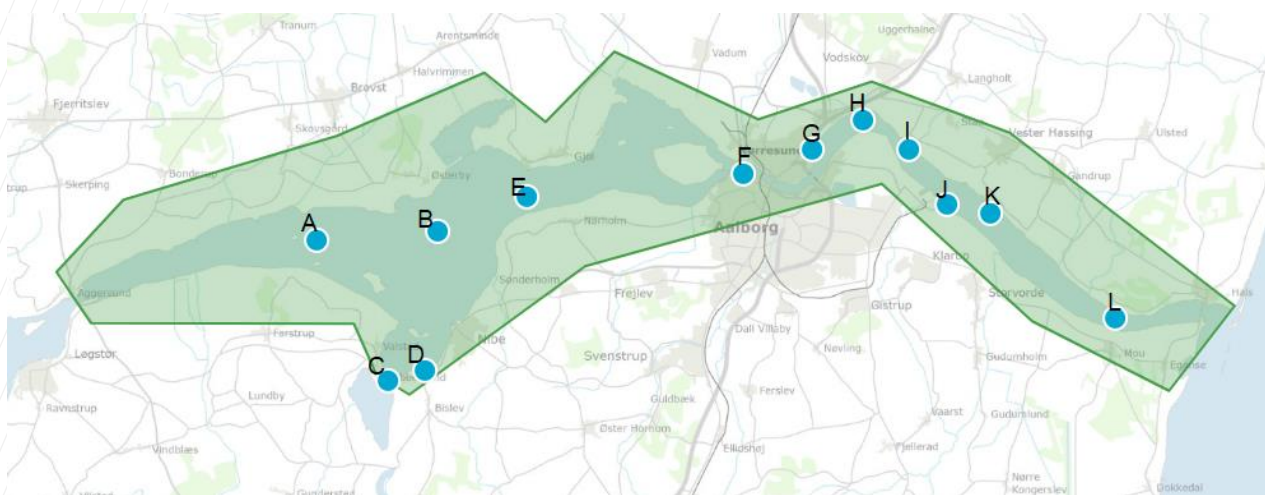 Tranum
Arentsminde
Uggerhalne
Vadum
Vodskov
Halvrimmen
Brovst
Langholt
Fjerritslev
H
Skovsgård
Vester Hassing
Ulsted
G
I
Gjøl
F
Bonderup
Østerby
Gandrup
Skerping
E
J
K
B
A
Nørholm
Aalborg
Klarup
Sønderholm
Aggersund
Frejlev
Storvorde
Hals
Gistrup
L
Farstrup
Dall Villaby
Nibe
Løgstør
Nøvling
Gudumholm
Mou
Svenstrup
D
C
Egense
Lundby
Ferslev
Guldbæk
Ravnstrup
Bislev
Vaarst
Gudumlund
Øster Hornum
Ellidshøj
Fjellerad
Vindblæs
Nørre
Kongerslev
Dokkedal